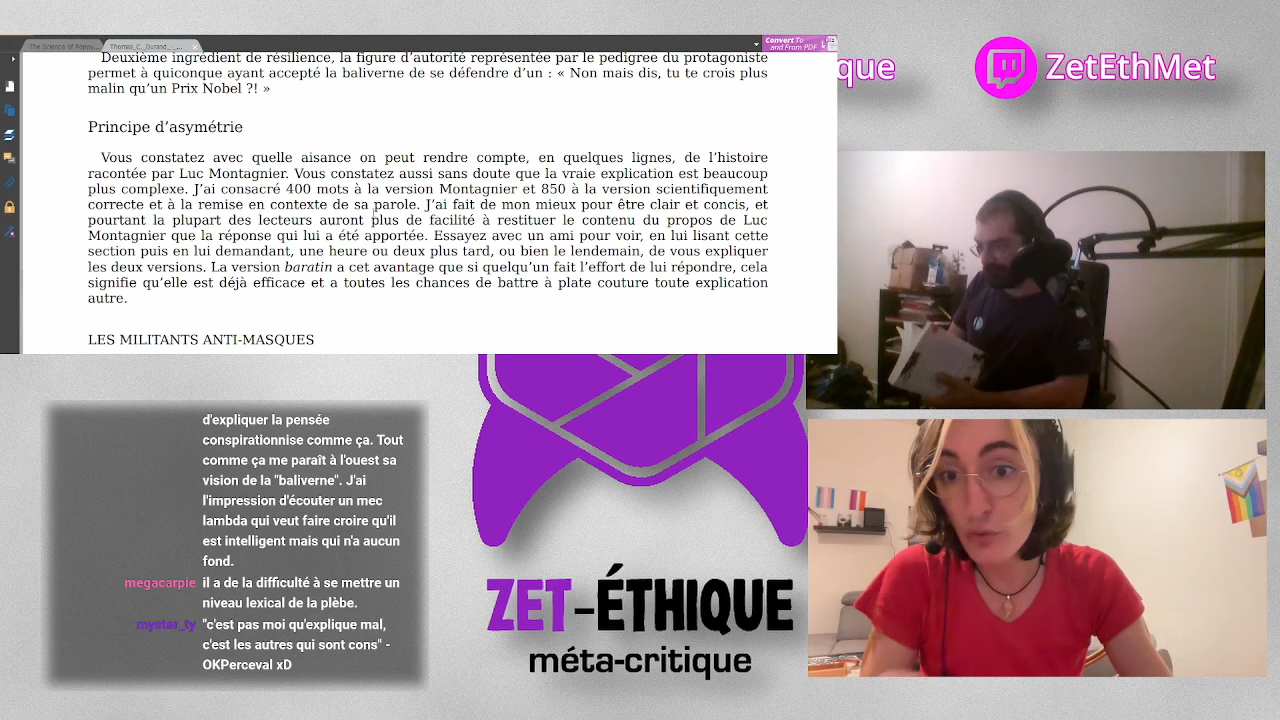 The Science of Poppy...
Thomas_C._Durand_-_...
Convert To
and From PDF
Deuxième ingrédient de résilience, la figure d’autorité représentée par le pedigree du protagoniste
permet à quiconque ayant accepté la baliverne de se défendre d’un : « Non mais dis, tu te crois plus
malin qu’un Prix Nobel ?! »
Principe d’asymétrie
Vous constatez avec quelle aisance on peut rendre compte, en quelques lignes, de l’histoire
racontée par Luc Montagnier. Vous constatez aussi sans doute que la vraie explication est beaucoup
plus complexe. J’ai consacré 400 mots à la version Montagnier et 850 à la version scientifiquement
correcte et à la remise en contexte de sa parole. J’ai fait de mon mieux pour être clair et concis, et
pourtant la plupart des lecteurs auront plus de facilité à restituer le contenu du propos de Luc
Montagnier que la réponse qui lui a été apportée. Essayez avec un ami pour voir, en lui lisant cette
section puis en lui demandant, une heure ou deux plus tard, ou bien le lendemain, de vous expliquer
les deux versions. La version baratin a cet avantage que si quelqu’un fait l’effort de lui répondre, cela
signifie qu’elle est déjà efficace et a toutes les chances de battre à plate couture toute explication
autre.
LES MILITANTS ANTI-MASQUES
que
ZetEthMet
d'expliquer la pensée
conspirationnise comme ça. Tout
comme ça me paraît à l'ouest sa
vision de la "baliverne". J'ai
l'impression d'écouter un mec
lambda qui veut faire croire qu'il
est intelligent mais qui n'a aucun
fond.
megacarpie il a de la difficulté à se mettre un
niveau lexical de la plèbe.
myster_ty "c'est pas moi qu'explique mal,
c'est les autres qui sont cons" -
OKPerceval xD
ZET-ÉTHIQUE
méta-critique